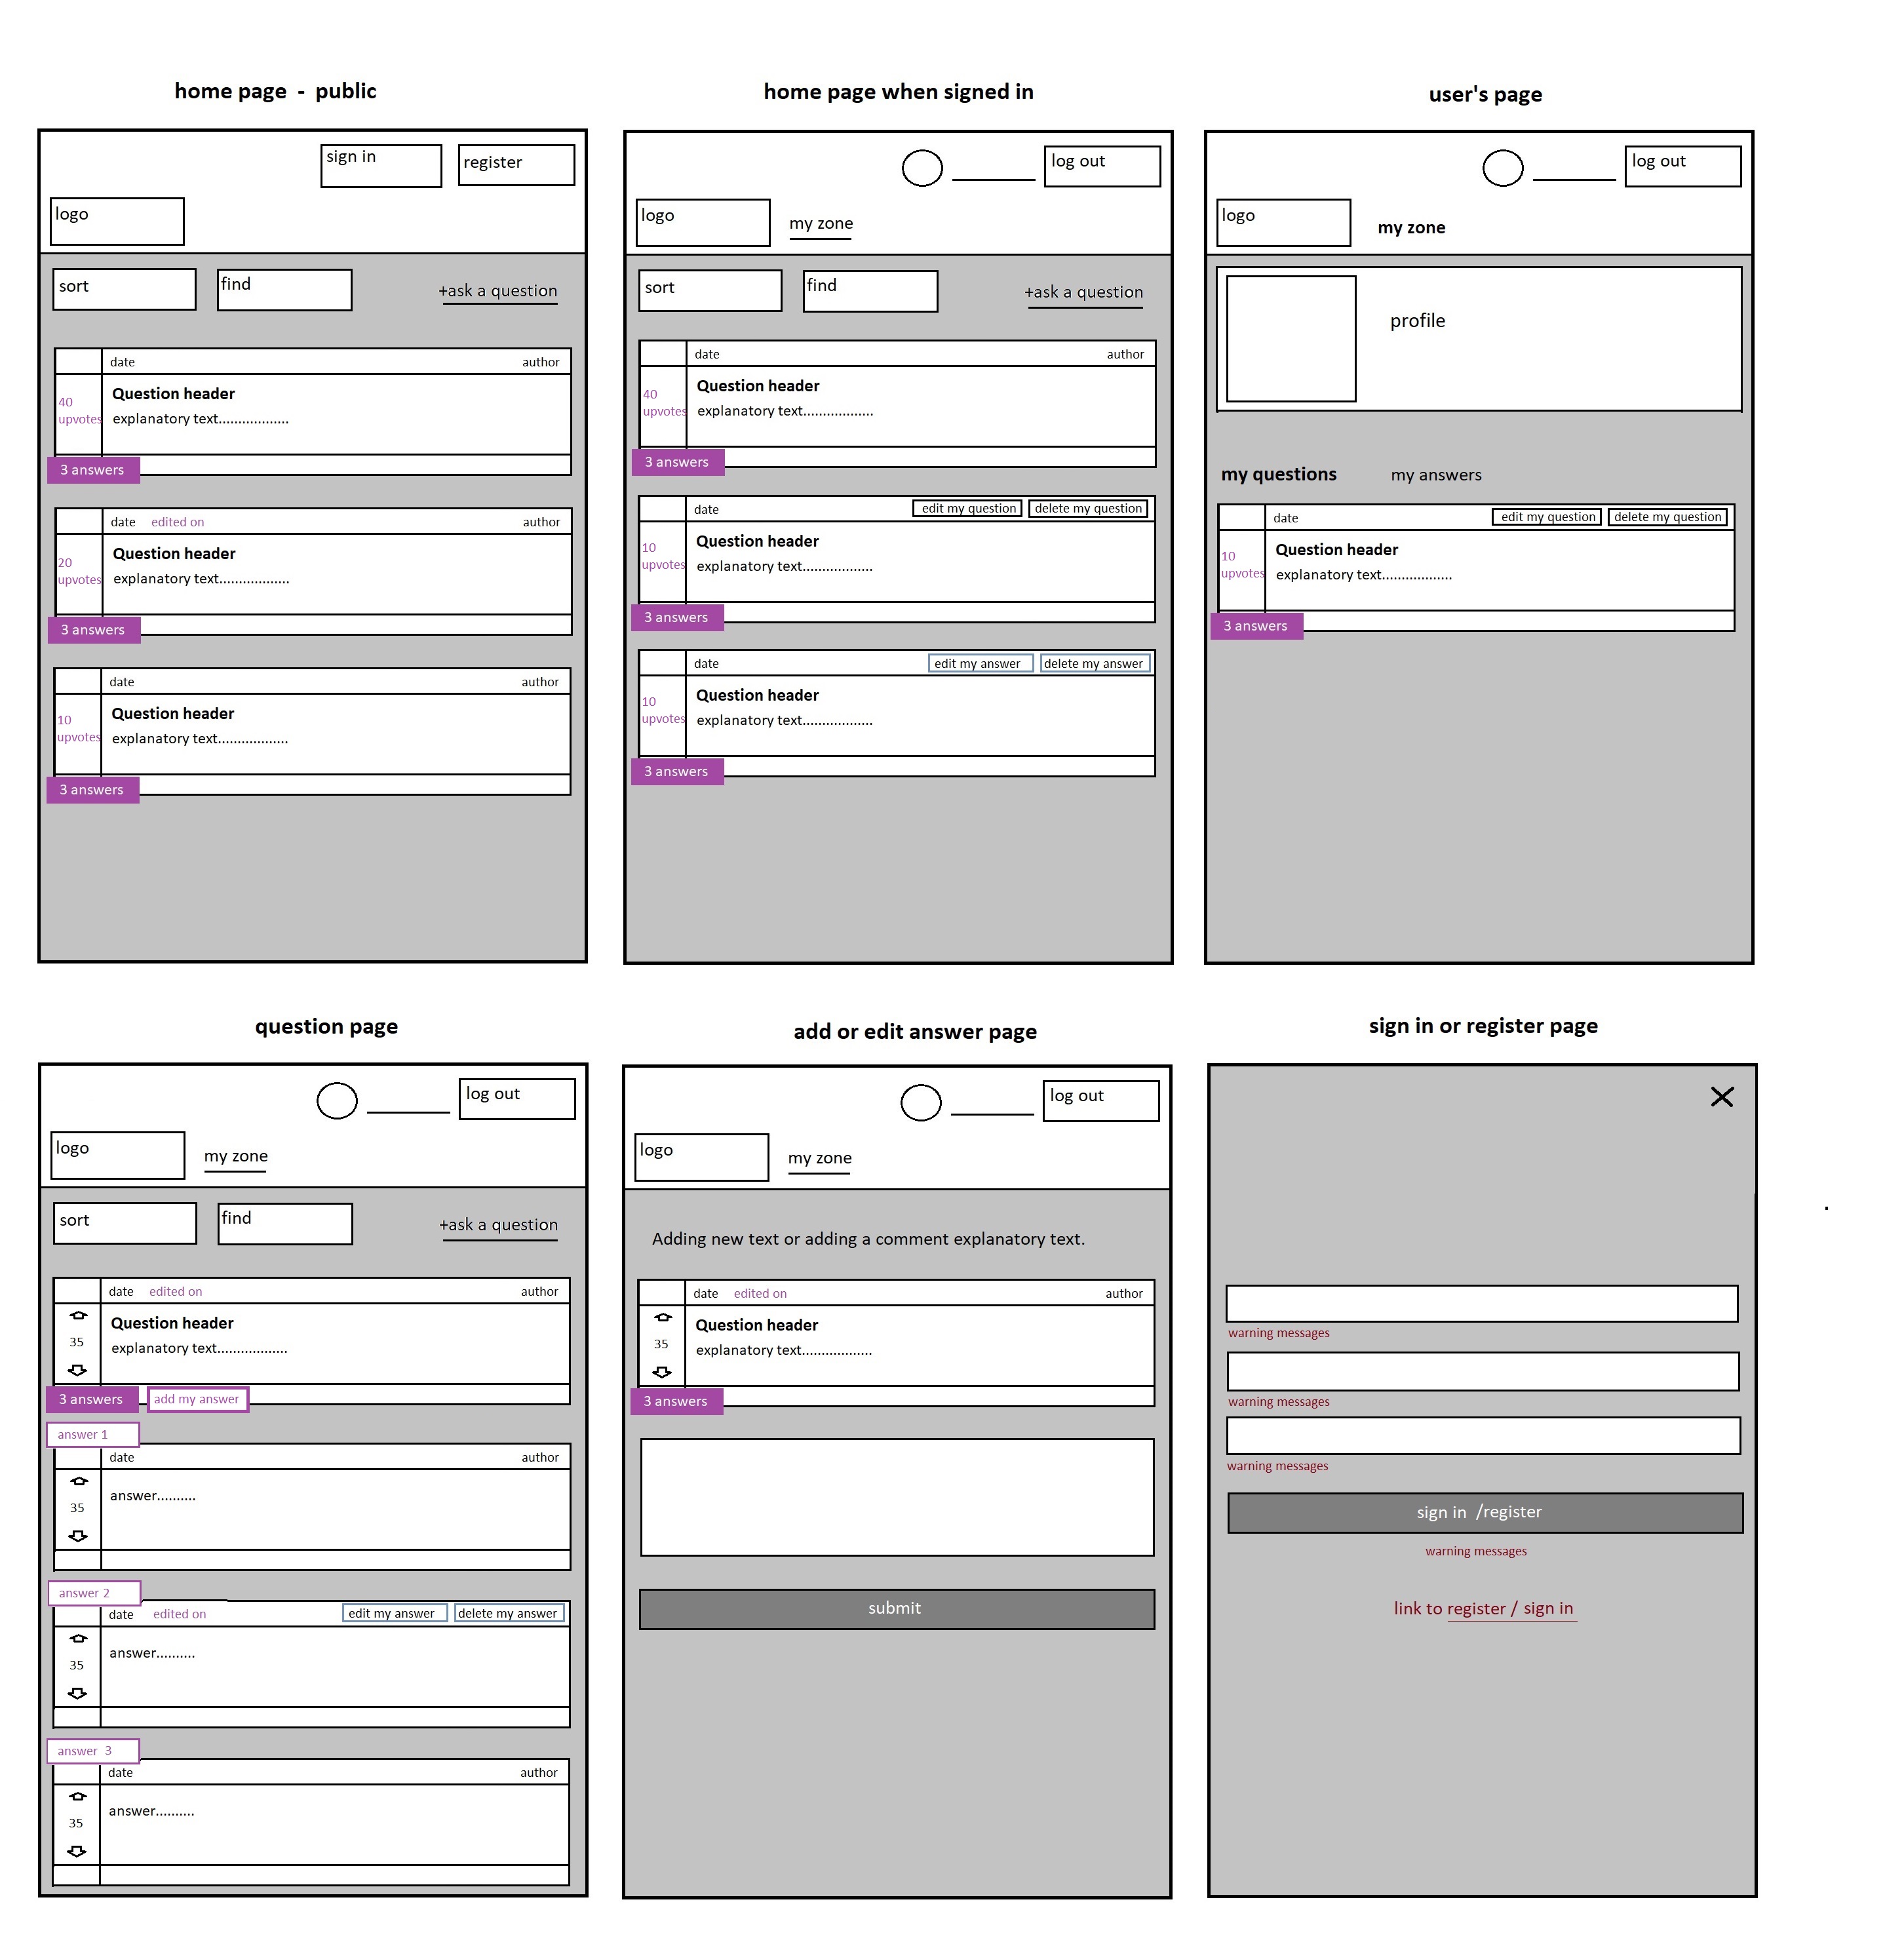 home page - public
sign in
register
logo
sort
find
+ask a question
date
author
40
upvotes
Question header
explanatory text..................
3 answers
date edited on
author
20
upvotes
Question header
explanatory text..................
3 answers
date
author
10
upvotes
Question header
explanatory text..................
3 answers
home page when signed in
log out
logo
my zone
sort
find
+ask a question
date
author
40
upvotes
Question header
explanatory text..................
3 answers
date
edit my question
delete my question
10
upvotes
Question header
explanatory text..................
3 answers
date
edit my answer
delete my answer
10
upvotes
Question header
explanatory text..................
3 answers
user's page
log out
logo
my zone
profile
my questions
my answers
date
edit my question
delete my question
10
upvotes
Question header
explanatory text..................
3 answers
question page
log out
logo
my zone
sort
find
+ask a question
date edited on
author
35
Question header
explanatory text..................
3 answers
add my answer
answer 1
date
author
35
answer..........
answer 2
date edited on
edit my answer
delete my answer
35
answer..........
answer 3
date
author
35
answer..........
add or edit answer page
log out
logo
my zone
Adding new text or adding a comment explanatory text.
date edited on
author
35
Question header
explanatory text..................
3 answers
submit
sign in or register page
warning messages
warning messages
warning messages
sign in /register
warning messages
link to register / sign in